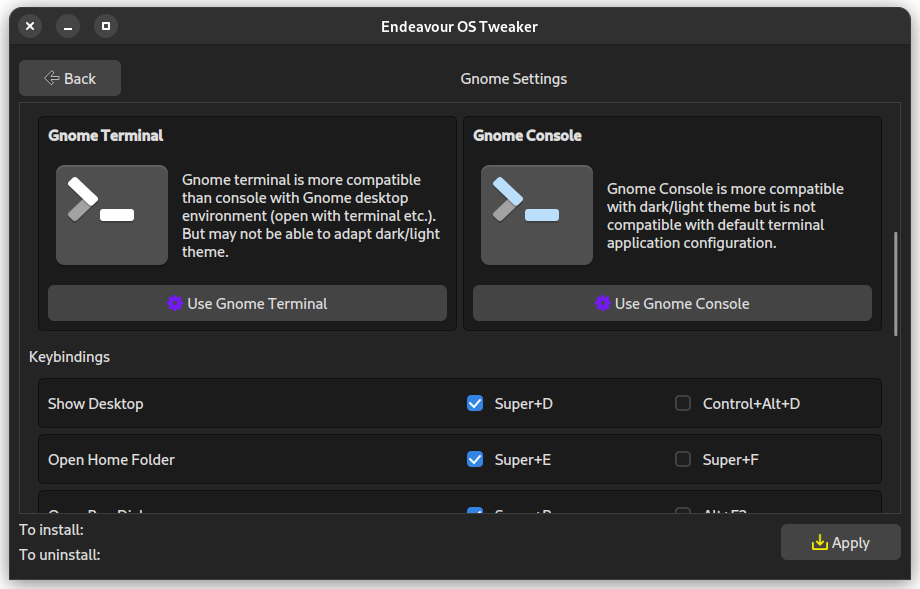 Endeavour OS Tweaker
Back
Gnome Settings
Gnome Terminal
Gnome terminal is more compatible
than console with Gnome desktop
environment (open with terminal etc.).
But may not be able to adapt dark/light
theme.
Use Gnome Terminal
Gnome Console
Gnome Console is more compatible
with dark/light theme but is not
compatible with default terminal
application configuration.
Use Gnome Console
Keybindings
Show Desktop Super+D Control+Alt+D
Open Home Folder Super+E Super+F
To install:
To uninstall:
Apply